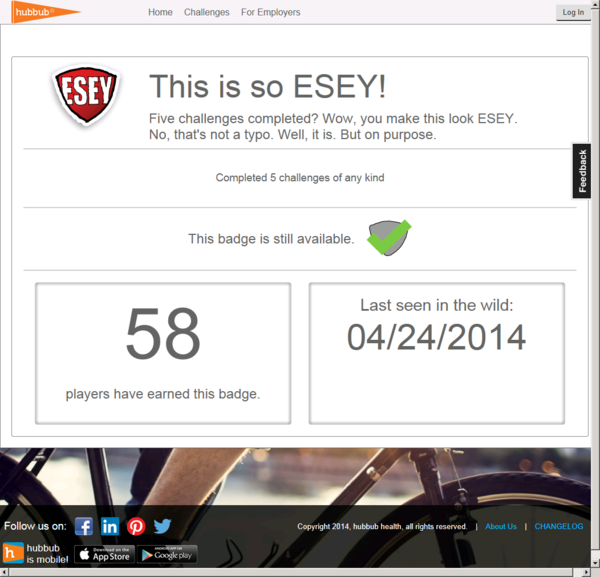 hubbub
Home Challenges For Employers
Log In
ESEY
This is so ESEY!
Five challenges completed? Wow, you make this look ESEY.
No, that's not a typo. Well, it is. But on purpose.
Feedback
Completed 5 challenges of any kind
This badge is still available.
58
players have earned this badge.
Last seen in the wild:
04/24/2014
Follow us on:
Copyright 2014, hubbub health, all rights reserved. | About Us | CHANGELOG
hubbub
is mobile!
Download on the
App Store
ANDROID APP ON
Google play